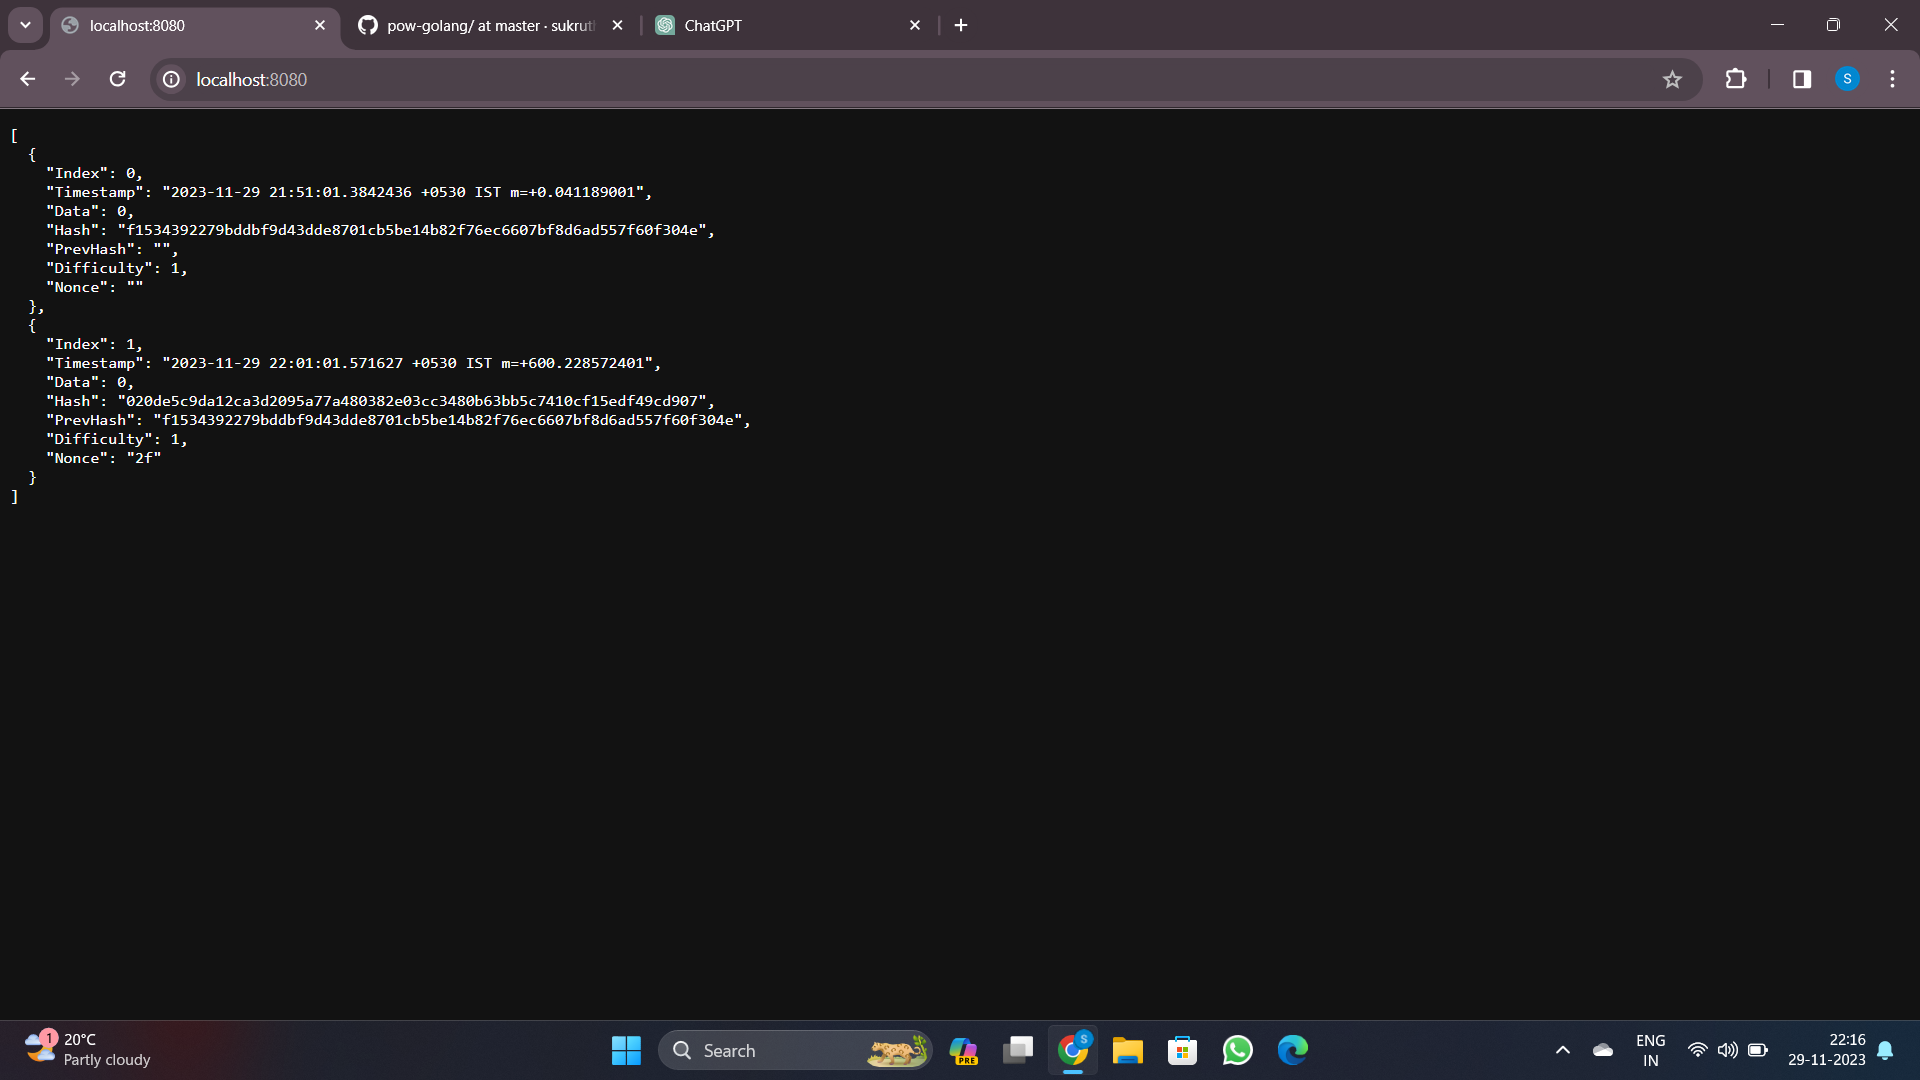 localhost:8080
pow-golang/ at master · sukruth
ChatGPT
S
localhost:8080
[
  {
    "Index": 0,
    "Timestamp": "2023-11-29 21:51:01.3842436 +0530 IST m=+0.041189001",
    "Data": 0,
    "Hash": "f1534392279bddbf9d43dde8701cb5be14b82f76ec6607bf8d6ad557f60f304e",
    "PrevHash": "",
    "Difficulty": 1,
    "Nonce": ""
  },
  {
    "Index": 1,
    "Timestamp": "2023-11-29 22:01:01.571627 +0530 IST m=+600.228572401",
    "Data": 0,
    "Hash": "020de5c9da12ca3d2095a77a480382e03cc3480b63bb5c7410cf15edf49cd907",
    "PrevHash": "f1534392279bddbf9d43dde8701cb5be14b82f76ec6607bf8d6ad557f60f304e",
    "Difficulty": 1,
    "Nonce": "2f"
  }
]
1
20°C
Partly cloudy
Search
PRE
S
ENG
IN
22:16
29-11-2023